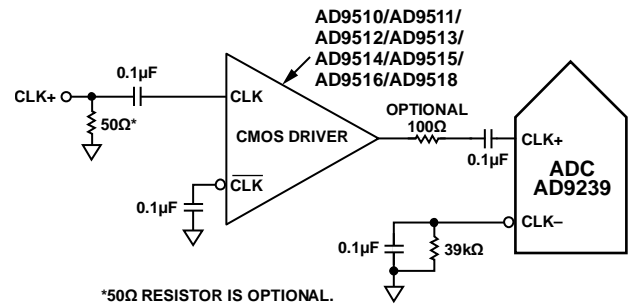 AD9510/AD9511/
AD9512/AD9513/
AD9514/AD9515/
AD9516/AD9518
0.1µF
CLK+
50Ω*
CLK
CMOS DRIVER
CLK
0.1µF
OPTIONAL
100Ω
0.1µF
CLK+
ADC
AD9239
CLK–
0.1µF
39kΩ
*50Ω RESISTOR IS OPTIONAL.